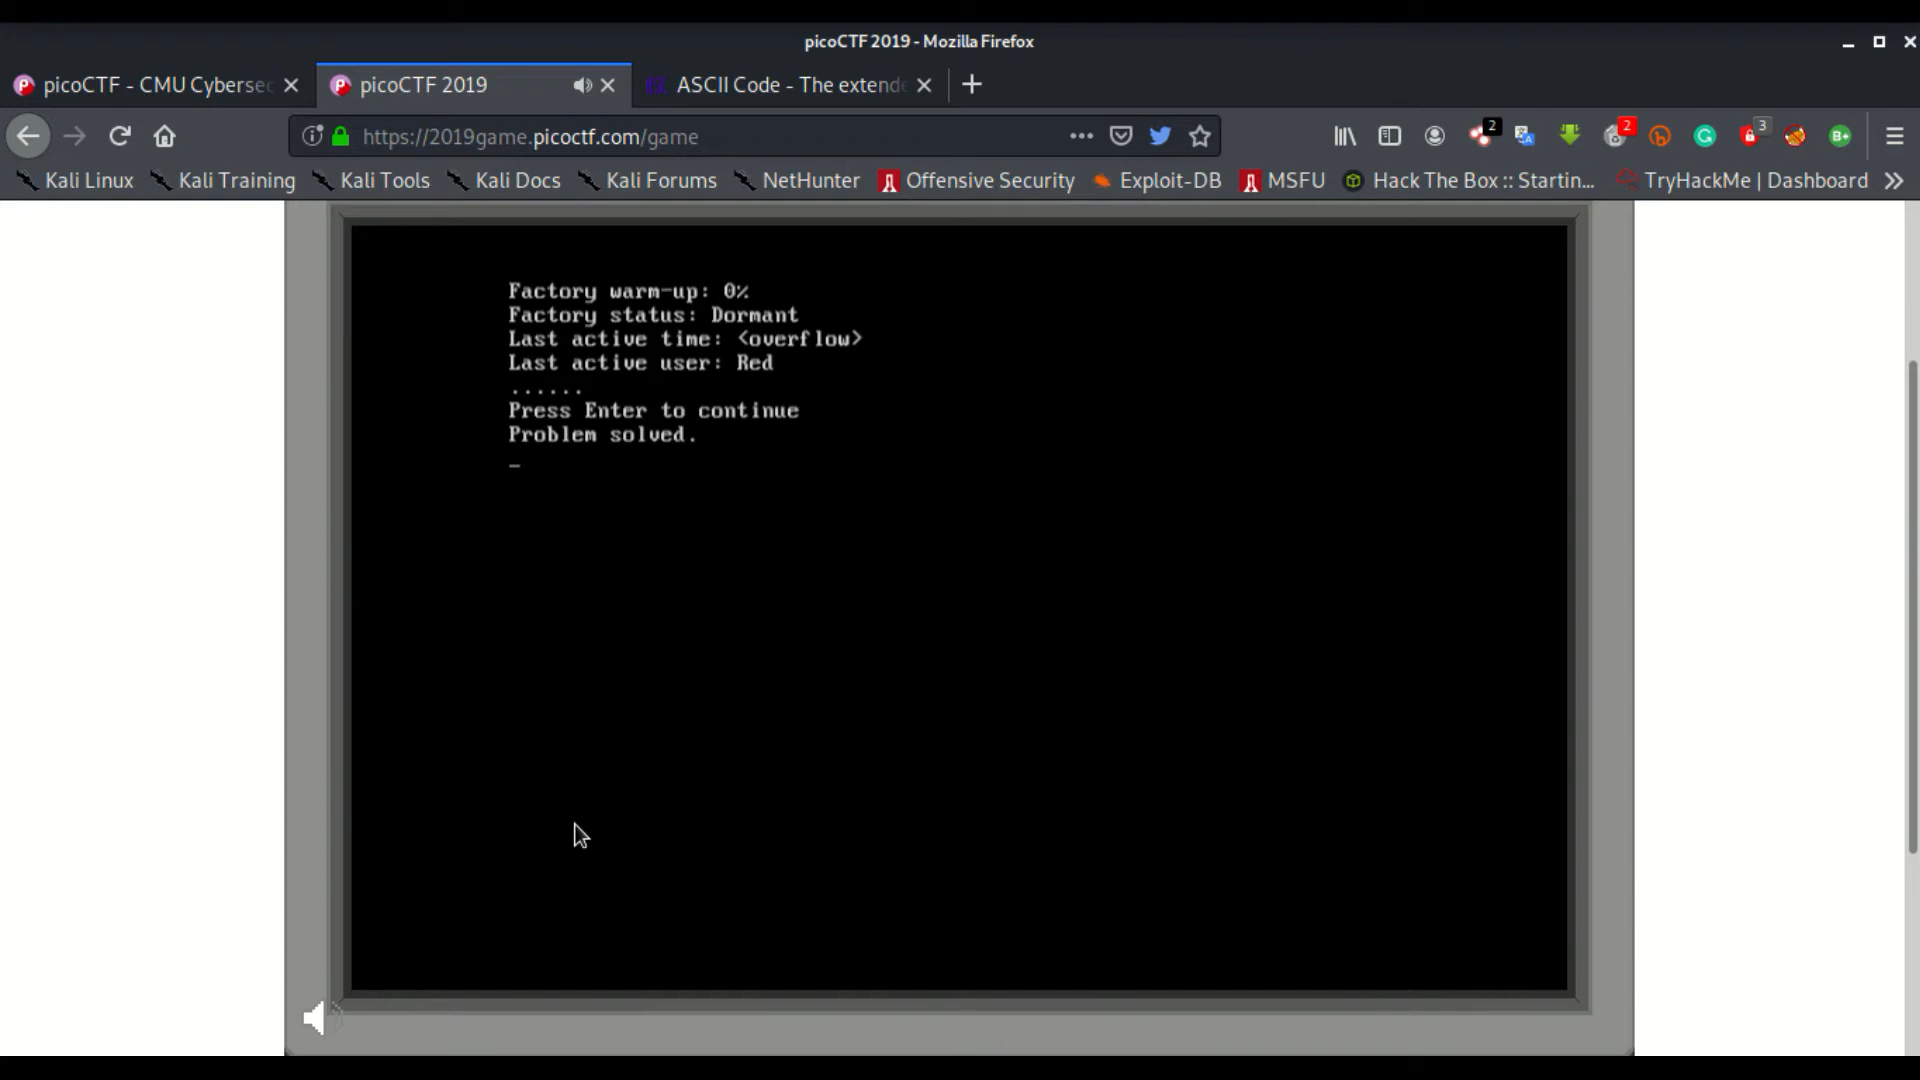 picoCTF 2019 - Mozilla Firefox
picoCTF - CMU Cybersec
picoCTF 2019
ASCII Code - The extende
https://2019game.picoctf.com/game
2
2
3
B+
Kali Linux
Kali Training
Kali Tools
Kali Docs
Kali Forums
NetHunter
Offensive Security
Exploit-DB
MSFU
Hack The Box :: Startin...
TryHackMe | Dashboard
Factory warm-up: 0%
Factory status: Dormant
Last active time: <overflow>
Last active user: Red
......
Press Enter to continue
Problem solved.
_